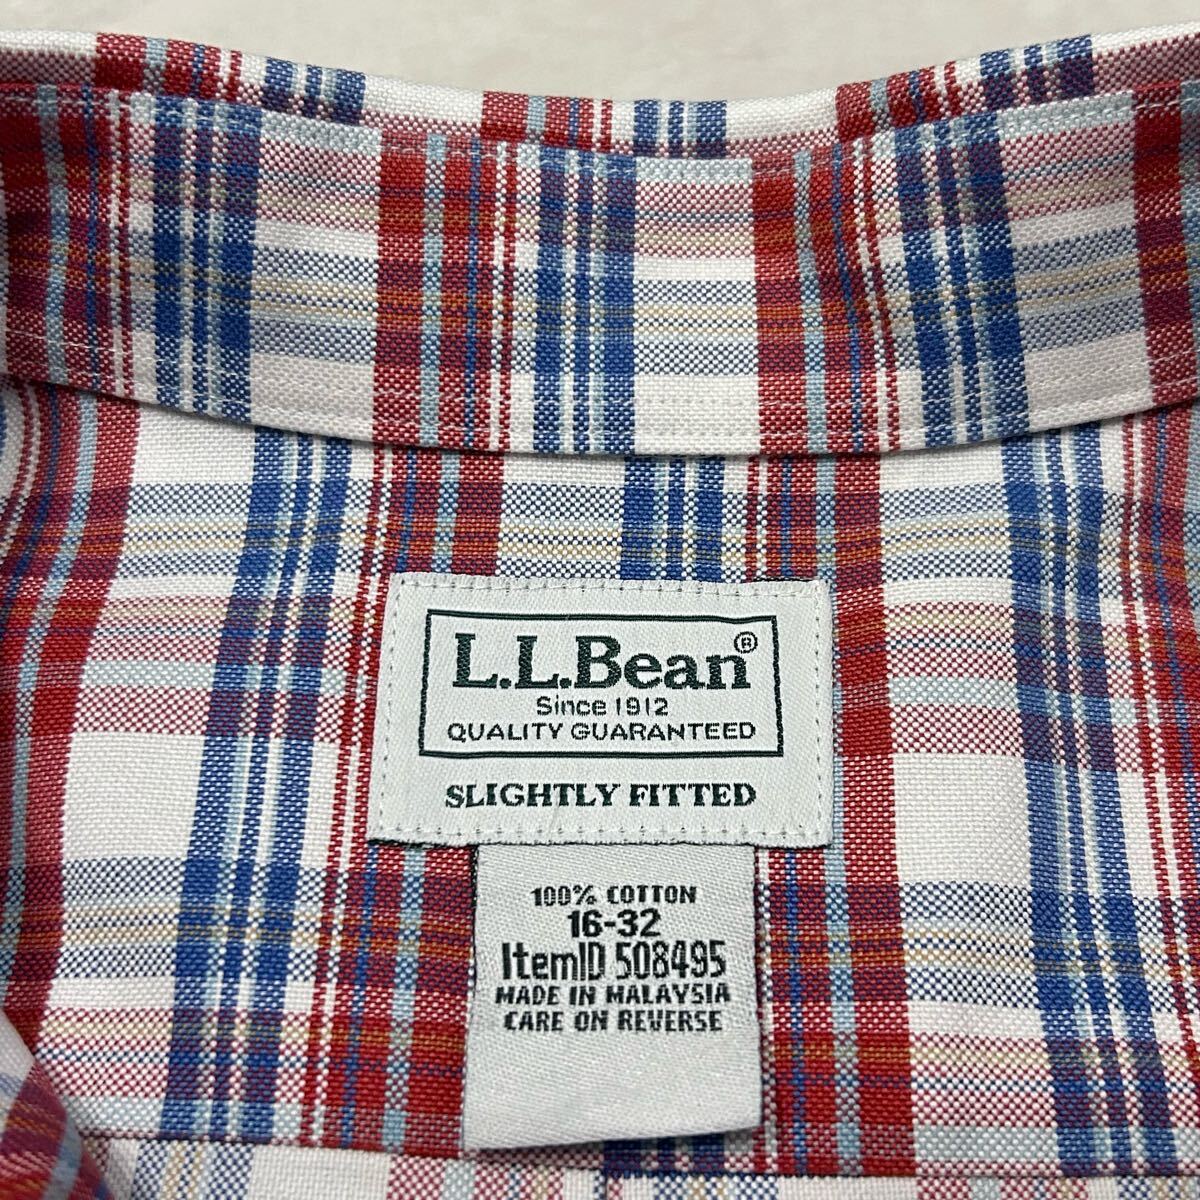 L.L.Bean®
Since 1912
QUALITY GUARANTEED
SLIGHTLY FITTED
100% COTTON
16-32
ItemID 508495
MADE IN MALAYSIA
CARE ON REVERSE